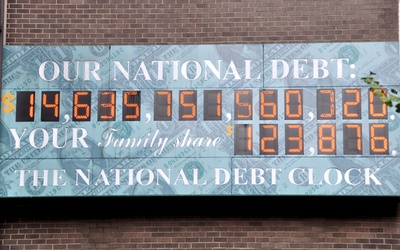 OUR NATIONAL DEBT:
$14,635,751,560,320.
YOUR Family share $123,876
THE NATIONAL DEBT CLOCK